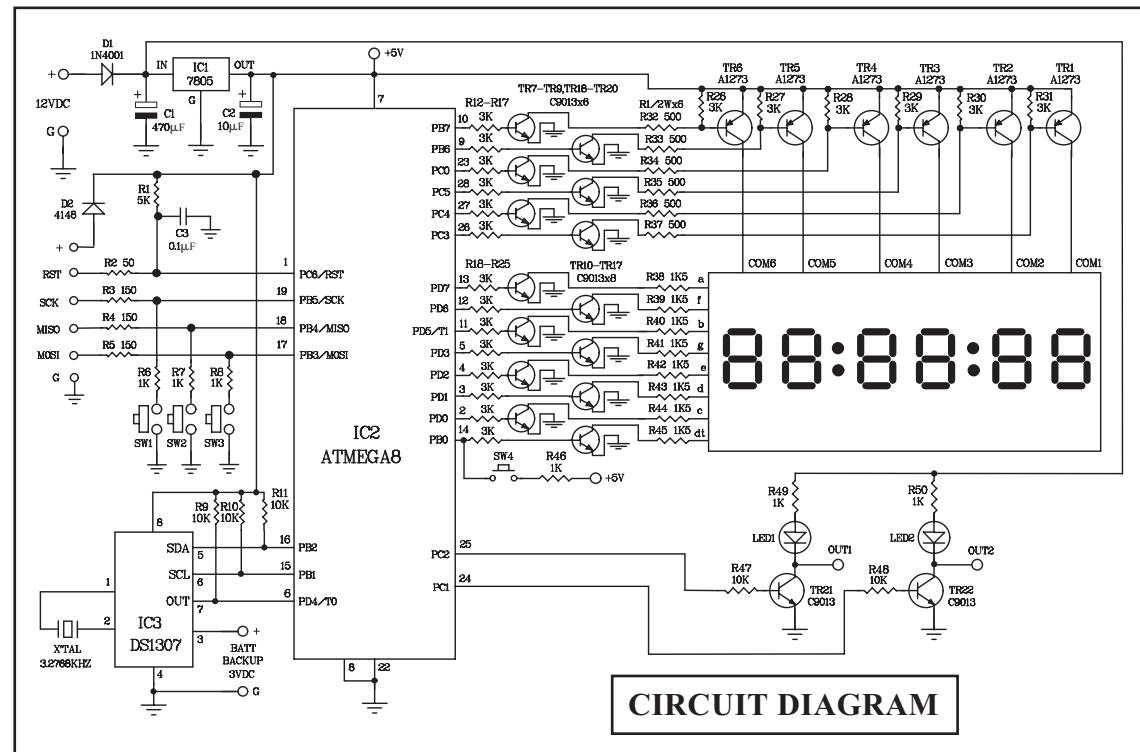 D1
1N4001
+
12VDC
G
IN
IC1
7805
OUT
G
+
C1
470µF
+
C2
10µF
+5V
7
R1
5K
D2
4148
C3
0.1µF
+
RST
R2 50
1
PC6/RST
SCK
R3 150
19
PB5/SCK
MISO
R4 150
18
PB4/MISO
MOSI
R5 150
17
PB3/MOSI
G
R6
1K
R7
1K
R8
1K
SW1
SW2
SW3
IC2
ATMEGA8
R9
10K
R10
10K
R11
10K
8
SDA
5
16
PB2
SCL
6
15
PB1
OUT
7
6
PD4/T0
1
2
IC3
DS1307
3
4
X'TAL
3.2768KHZ
+
BATT
BACKUP
3VDC
G
8
22
TR7-TR9,TR18-TR20
C9013x6
R12-R17
R1/2Wx6
PB7
10
3K
R32 500
PB6
9
3K
R33 500
PC0
23
3K
R34 500
PC5
28
3K
R35 500
PC4
27
3K
R36 500
PC3
26
3K
R37 500
TR6
A1273
TR5
A1273
TR4
A1273
TR3
A1273
TR2
A1273
TR1
A1273
R26
3K
R27
3K
R28
3K
R29
3K
R30
3K
R31
3K
COM6
COM5
COM4
COM3
COM2
COM1
R18-R25
TR10-TR17
C9013x8
PD7
13
3K
R38 1K5
a
PD6
12
3K
R39 1K5
f
PD5/T1
11
3K
R40 1K5
b
PD3
5
3K
R41 1K5
g
PD2
4
3K
R42 1K5
e
PD1
3
3K
R43 1K5
d
PD0
2
3K
R44 1K5
c
PB0
14
3K
R45 1K5
dt
88:88:88
SW4
R46
1K
+5V
PC2
25
PC1
24
R49
1K
LED1
OUT1
R47
10K
TR21
C9013
R50
1K
LED2
OUT2
R48
10K
TR22
C9013
CIRCUIT DIAGRAM